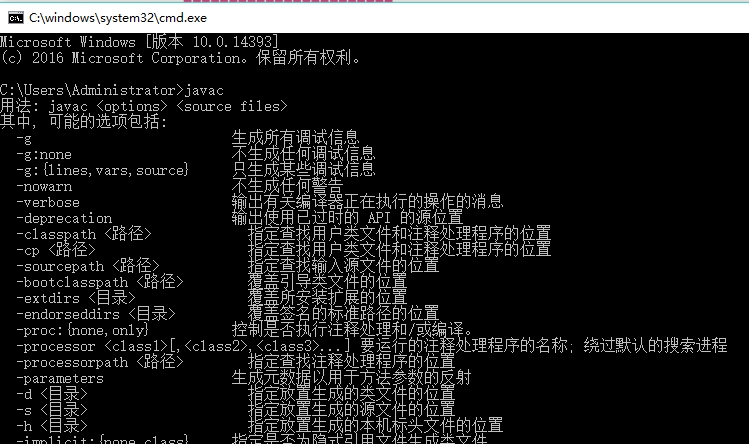 C:\windows\system32\cmd.exe
Microsoft Windows [版本 10.0.14393]
(c) 2016 Microsoft Corporation。保留所有权利。
C:\Users\Administrator>javac
用法: javac <options> <source files>
其中, 可能的选项包括:
-g 生成所有调试信息
-g:none 不生成任何调试信息
-g:{lines,vars,source} 只生成某些调试信息
-nowarn 不生成任何警告
-verbose 输出有关编译器正在执行的操作的消息
-deprecation 输出使用已过时的 API 的源位置
-classpath <路径> 指定查找用户类文件和注释处理程序的位置
-cp <路径> 指定查找用户类文件和注释处理程序的位置
-sourcepath <路径> 指定查找输入源文件的位置
-bootclasspath <路径> 覆盖引导类文件的位置
-extdirs <目录> 覆盖所安装扩展的位置
-endorseddirs <目录> 覆盖签名的标准路径的位置
-proc:{none,only} 控制是否执行注释处理和/或编译。
-processor <class1>[,<class2>,<class3>...] 要运行的注释处理程序的名称; 绕过默认的搜索进程
-processorpath <路径> 指定查找注释处理程序的位置
-parameters 生成元数据以用于方法参数的反射
-d <目录> 指定放置生成的类文件的位置
-s <目录> 指定放置生成的源文件的位置
-h <目录> 指定放置生成的本机标头文件的位置
-implicit:{none,class} 指定是否为隐式引用文件生成类文件